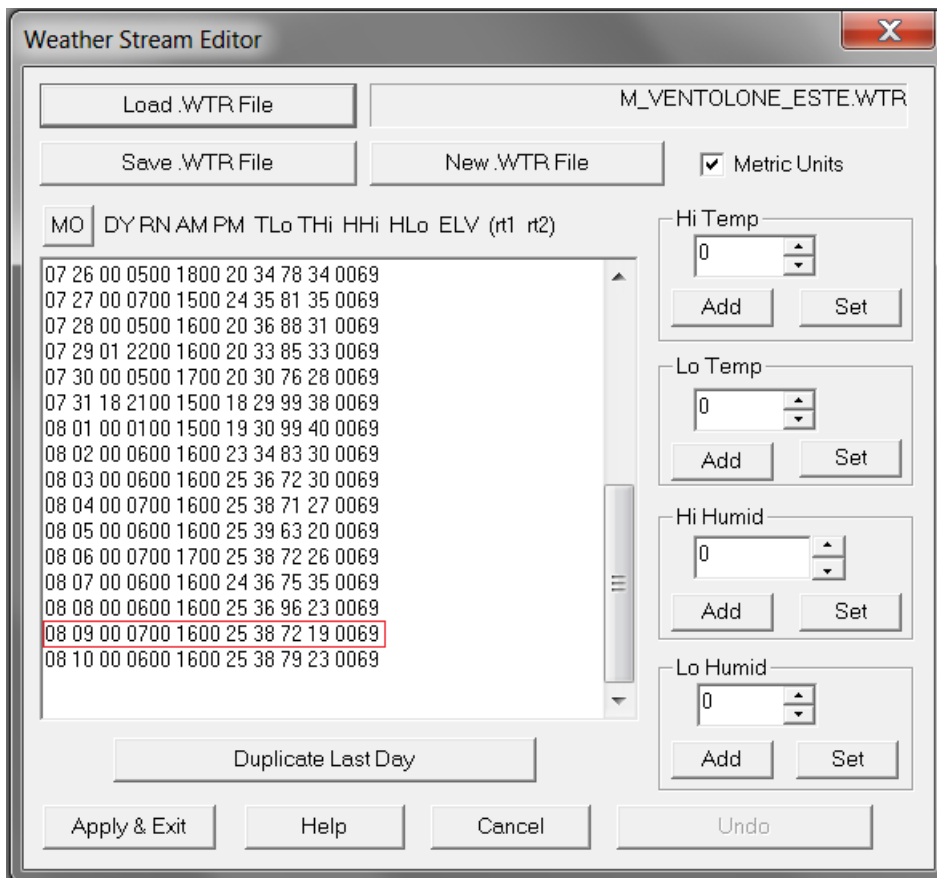 Weather Stream Editor
X
Load .WTR File
M_VENTOLONE_ESTE.WTR
Save .WTR File
New .WTR File
Metric Units
MO DY RN AM PM TLo THi HHi HLo ELV (rt1 rt2)
07 26 00 0500 1800 20 34 78 34 0069
07 27 00 0700 1500 24 35 81 35 0069
07 28 00 0500 1600 20 36 88 31 0069
07 29 01 2200 1600 20 33 85 33 0069
07 30 00 0500 1700 20 30 76 28 0069
07 31 18 2100 1500 18 29 99 38 0069
08 01 00 0100 1500 19 30 99 40 0069
08 02 00 0600 1600 23 34 83 30 0069
08 03 00 0600 1600 25 36 72 30 0069
08 04 00 0700 1600 25 38 71 27 0069
08 05 00 0600 1600 25 39 63 20 0069
08 06 00 0700 1700 25 38 72 26 0069
08 07 00 0600 1600 24 36 75 35 0069
08 08 00 0600 1600 25 36 96 23 0069
08 09 00 0700 1600 25 38 72 19 0069
08 10 00 0600 1600 25 38 79 23 0069
Hi Temp
0
Add Set
Lo Temp
0
Add Set
Hi Humid
0
Add Set
Lo Humid
0
Add Set
Duplicate Last Day
Apply & Exit
Help
Cancel
Undo